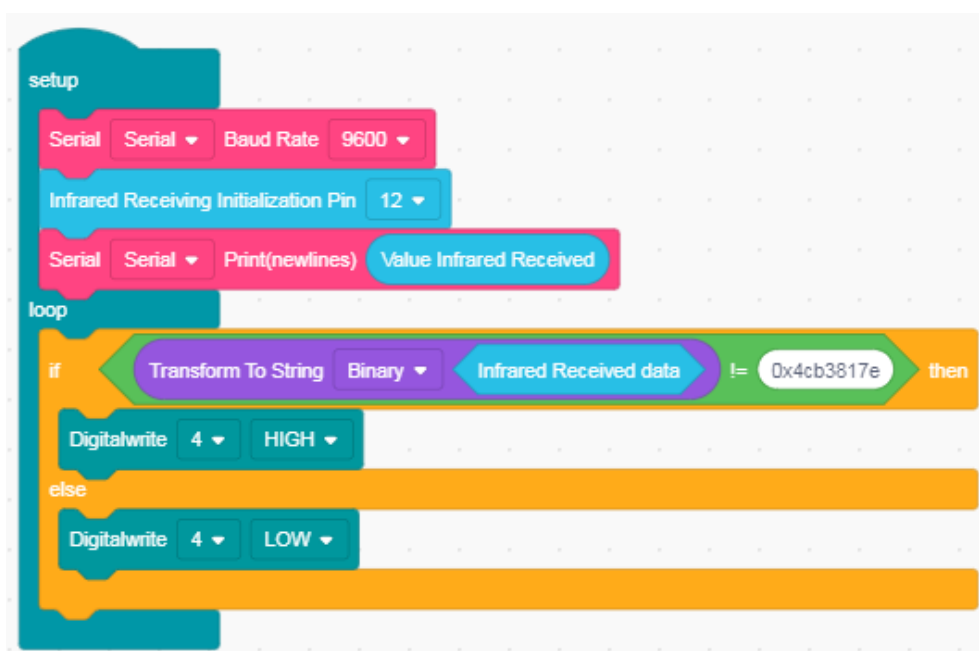 setup
Serial Serial Baud Rate 9600
Infrared Receiving Initialization Pin 12
Serial Serial Print(newlines) Value Infrared Received
loop
if Transform To String Binary Infrared Received data != 0x4cb3817e then
Digitalwrite 4 HIGH
else
Digitalwrite 4 LOW